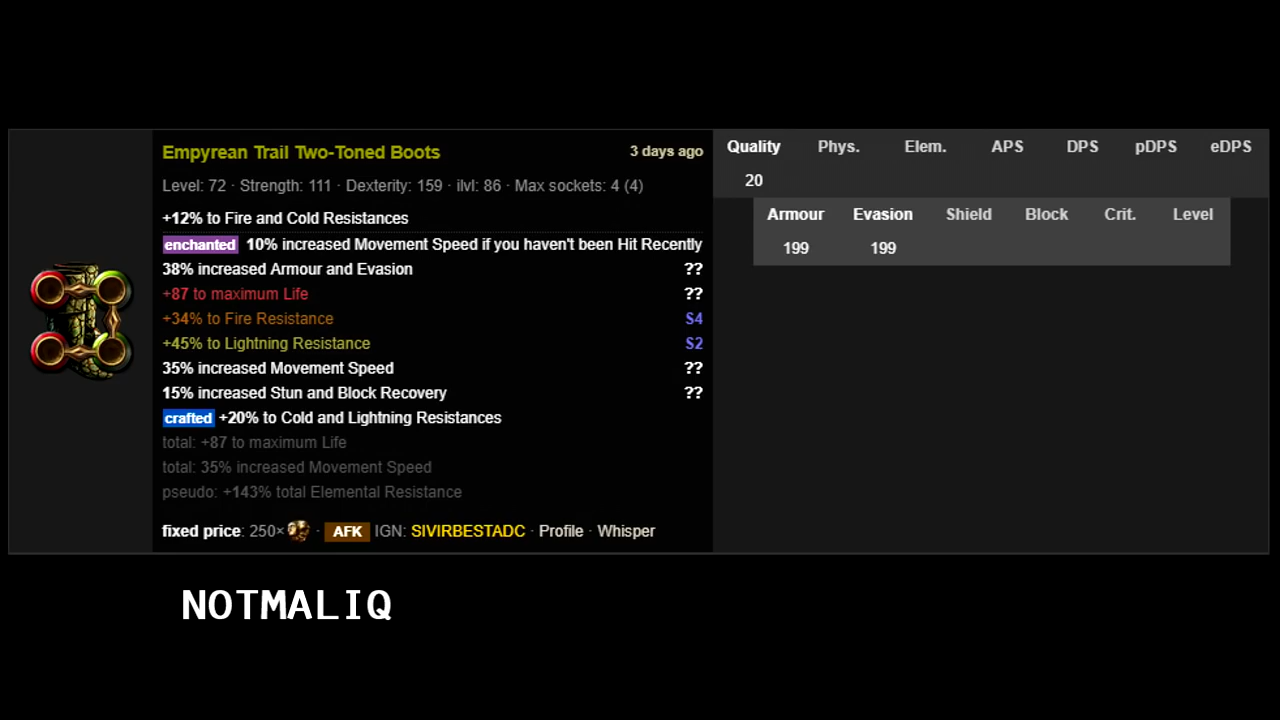 Empyrean Trail Two-Toned Boots 3 days ago
Level: 72 · Strength: 111 · Dexterity: 159 · ilvl: 86 · Max sockets: 4 (4)
+12% to Fire and Cold Resistances
enchanted 10% increased Movement Speed if you haven't been Hit Recently
38% increased Armour and Evasion ??
+87 to maximum Life ??
+34% to Fire Resistance S4
+45% to Lightning Resistance S2
35% increased Movement Speed ??
15% increased Stun and Block Recovery ??
crafted +20% to Cold and Lightning Resistances
total: +87 to maximum Life
total: 35% increased Movement Speed
pseudo: +143% total Elemental Resistance
fixed price: 250× · AFK IGN: SIVIRBESTADC · Profile · Whisper
Quality Phys. Elem. APS DPS pDPS eDPS
20
Armour Evasion Shield Block Crit. Level
199 199
NOTMALIQ